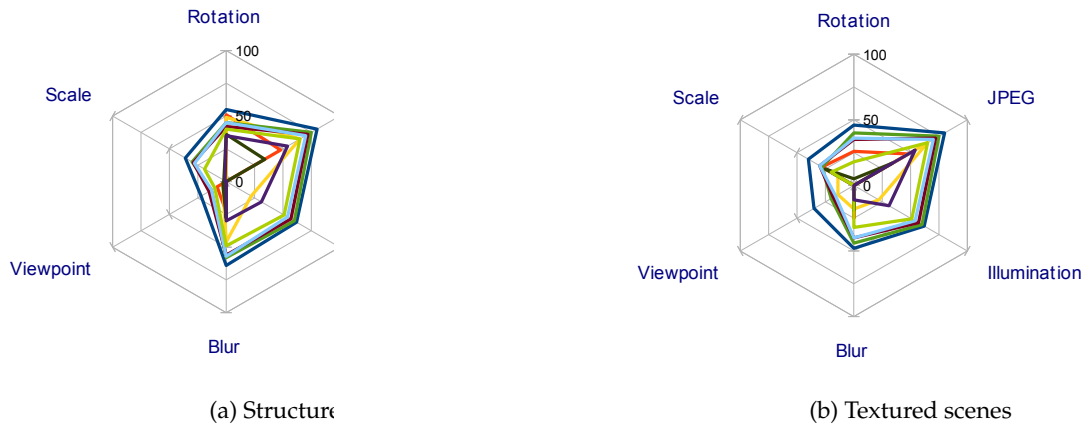 Rotation
100
Scale
50
0
Viewpoint
Blur
(a) Structure
Rotation
100
Scale
JPEG
50
0
Viewpoint
Illumination
Blur
(b) Textured scenes